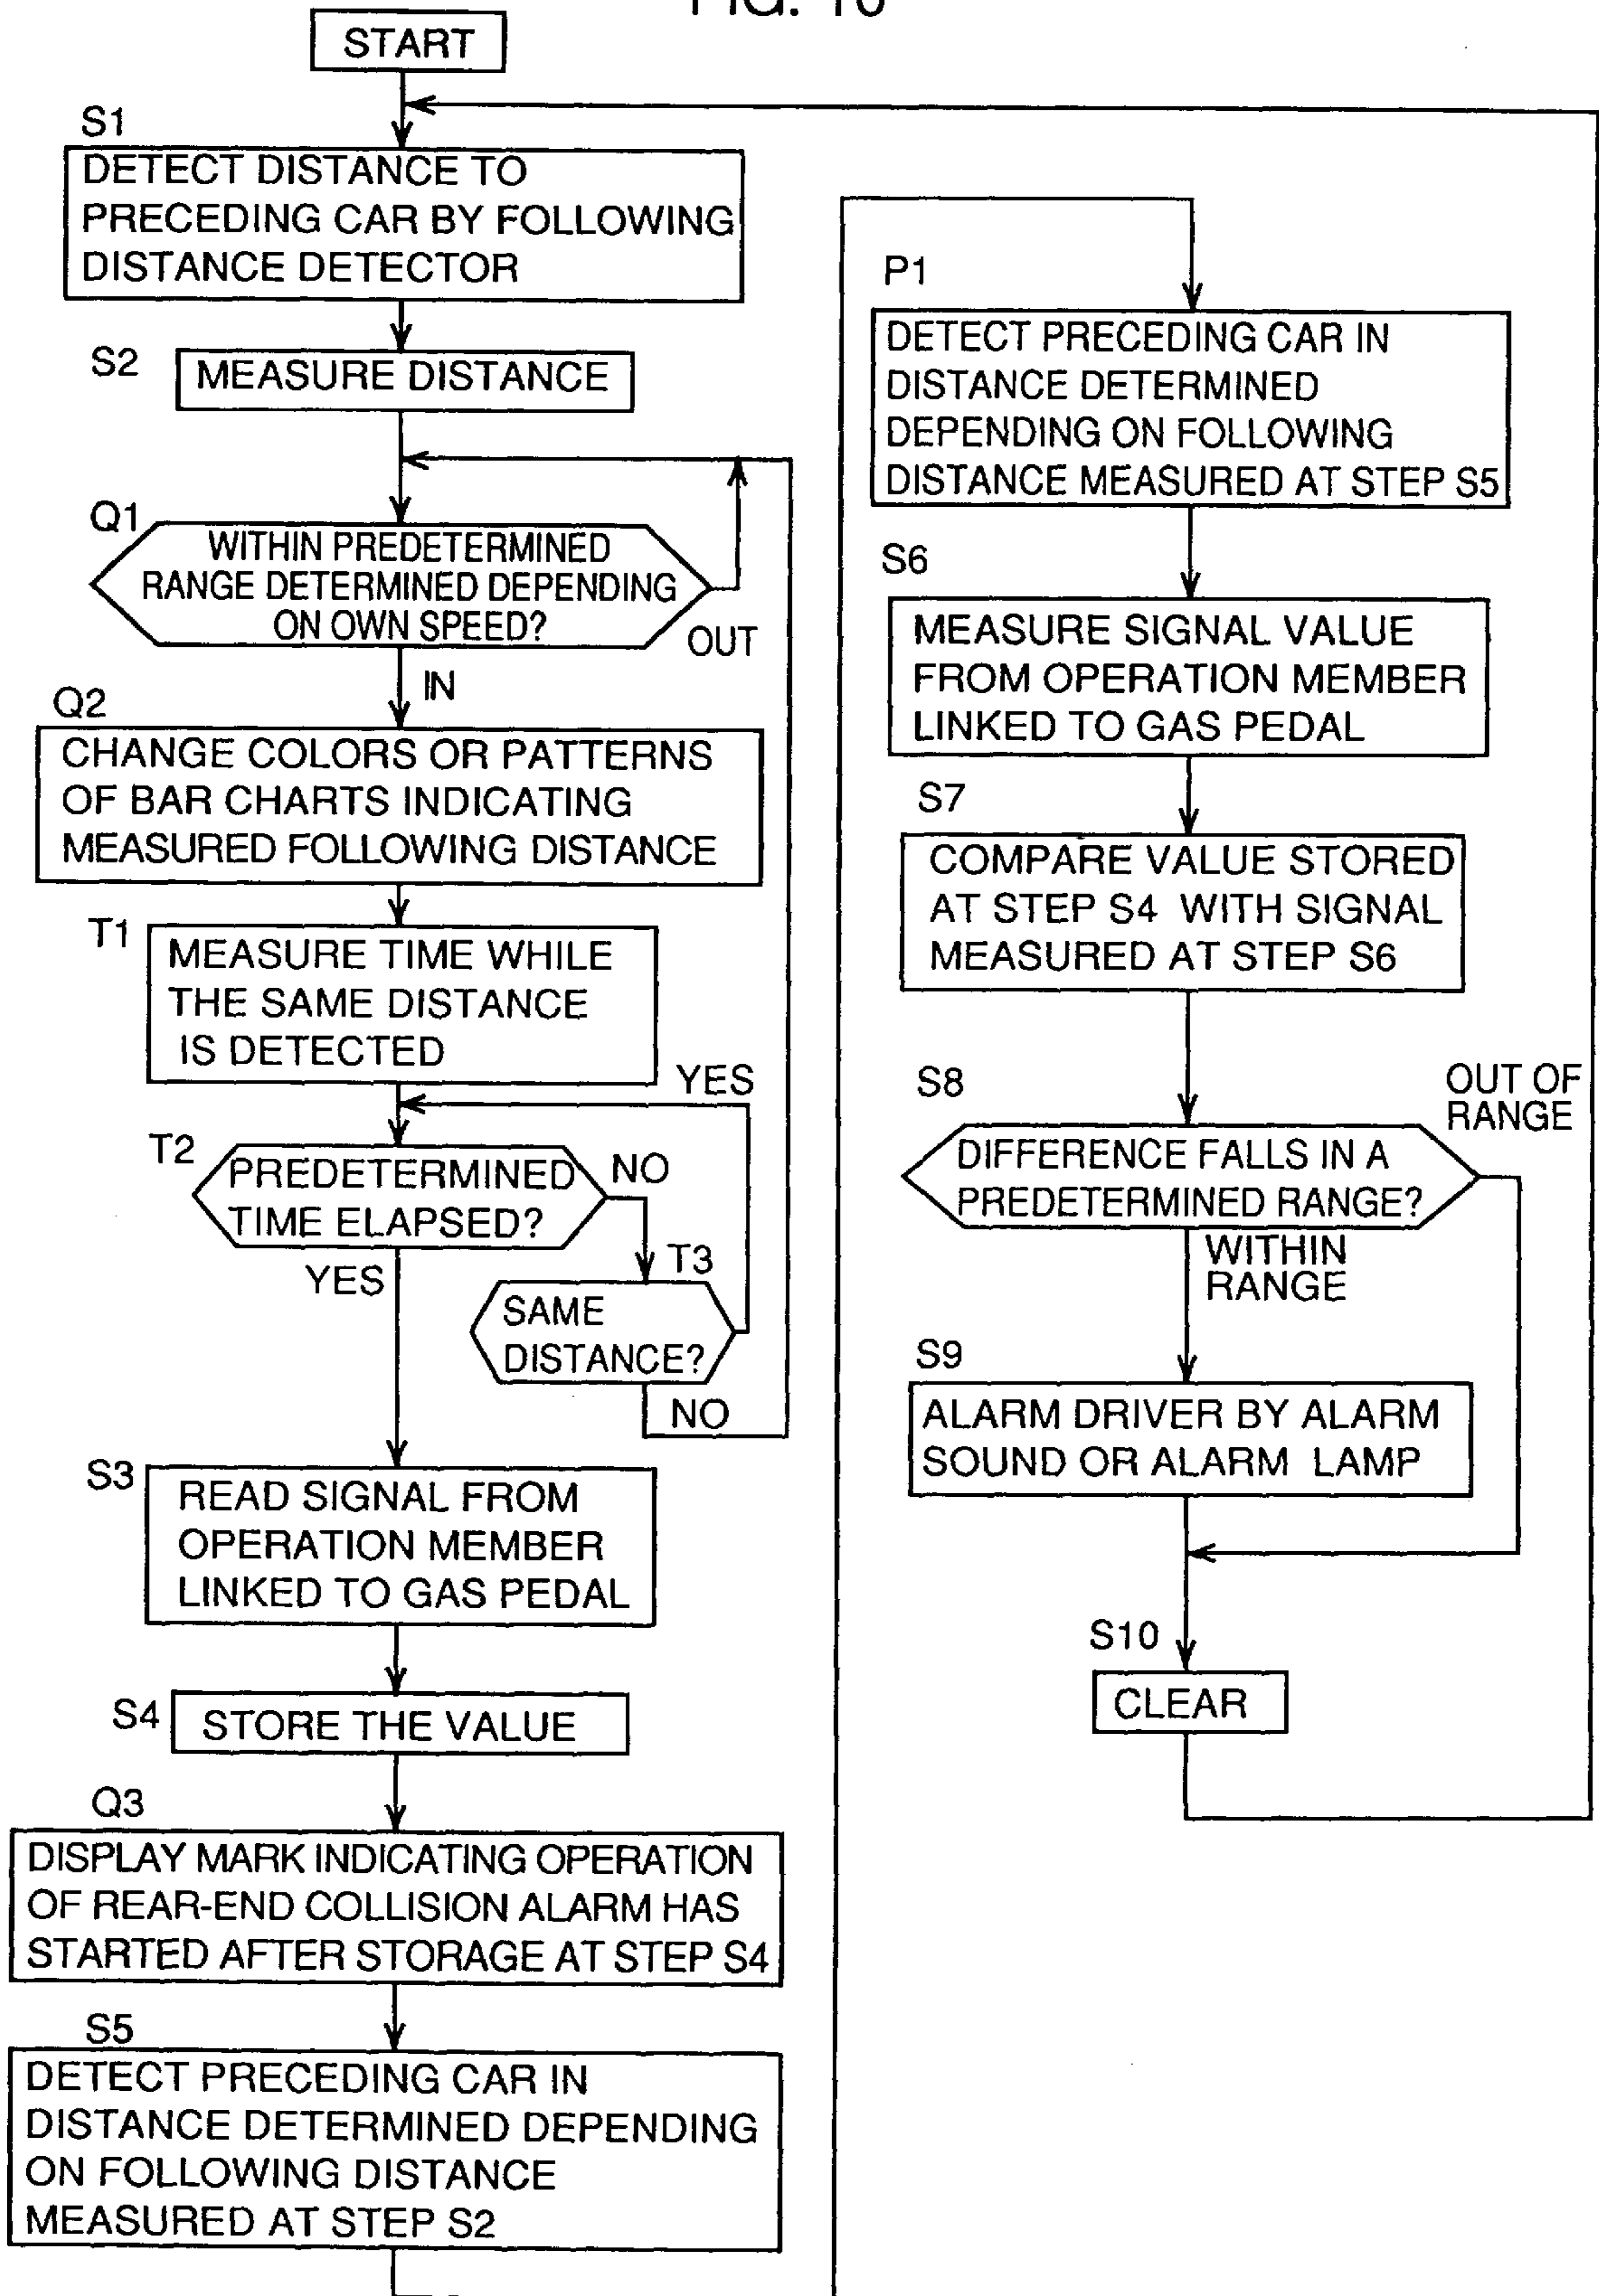 FIG. 10
START
S1
DETECT DISTANCE TO
PRECEDING CAR BY FOLLOWING
DISTANCE DETECTOR
S2
MEASURE DISTANCE
Q1
WITHIN PREDETERMINED
RANGE DETERMINED DEPENDING
ON OWN SPEED?
OUT
IN
Q2
CHANGE COLORS OR PATTERNS
OF BAR CHARTS INDICATING
MEASURED FOLLOWING DISTANCE
T1
MEASURE TIME WHILE
THE SAME DISTANCE
IS DETECTED
YES
T2
PREDETERMINED
TIME ELAPSED?
NO
YES
T3
SAME
DISTANCE?
NO
S3
READ SIGNAL FROM
OPERATION MEMBER
LINKED TO GAS PEDAL
S4
STORE THE VALUE
Q3
DISPLAY MARK INDICATING OPERATION
OF REAR-END COLLISION ALARM HAS
STARTED AFTER STORAGE AT STEP S4
S5
DETECT PRECEDING CAR IN
DISTANCE DETERMINED DEPENDING
ON FOLLOWING DISTANCE
MEASURED AT STEP S2
P1
DETECT PRECEDING CAR IN
DISTANCE DETERMINED
DEPENDING ON FOLLOWING
DISTANCE MEASURED AT STEP S5
S6
MEASURE SIGNAL VALUE
FROM OPERATION MEMBER
LINKED TO GAS PEDAL
S7
COMPARE VALUE STORED
AT STEP S4 WITH SIGNAL
MEASURED AT STEP S6
S8
OUT OF
RANGE
DIFFERENCE FALLS IN A
PREDETERMINED RANGE?
WITHIN
RANGE
S9
ALARM DRIVER BY ALARM
SOUND OR ALARM LAMP
S10
CLEAR